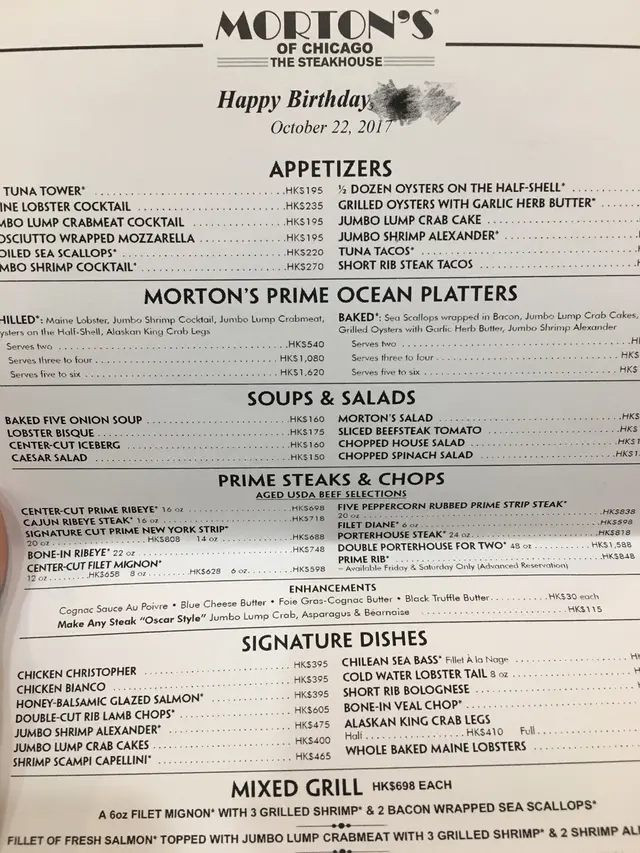 MORTON'S®
OF CHICAGO
THE STEAKHOUSE
Happy Birthday,
October 22, 2017
APPETIZERS
TUNA TOWER* HK$195
LOBSTER COCKTAIL HK$235
LUMP CRABMEAT COCKTAIL HK$195
WRAPPED MOZZARELLA HK$195
SEA SCALLOPS* HK$220
SHRIMP COCKTAIL* HK$270
½ DOZEN OYSTERS ON THE HALF-SHELL*
GRILLED OYSTERS WITH GARLIC HERB BUTTER*
JUMBO LUMP CRAB CAKE
JUMBO SHRIMP ALEXANDER*
TUNA TACOS*
SHORT RIB STEAK TACOS
MORTON'S PRIME OCEAN PLATTERS
HILLED*: Maine Lobster, Jumbo Shrimp Cocktail, Jumbo Lump Crabmeat,
ysters on the Half-Shell, Alaskan King Crab Legs
Serves two HK$540
Serves three to four HK$1,080
Serves five to six HK$1,620
BAKED*: Sea Scallops wrapped in Bacon, Jumbo Lump Crab Cakes,
Grilled Oysters with Garlic Herb Butter, Jumbo Shrimp Alexander
Serves two
Serves three to four HK$
Serves five to six HK$
SOUPS & SALADS
BAKED FIVE ONION SOUP HK$160
LOBSTER BISQUE HK$175
CENTER-CUT ICEBERG HK$160
CAESAR SALAD HK$150
MORTON'S SALAD HK$
SLICED BEEFSTEAK TOMATO HK$
CHOPPED HOUSE SALAD HK$1
CHOPPED SPINACH SALAD HK$1
PRIME STEAKS & CHOPS
AGED USDA BEEF SELECTIONS
CENTER-CUT PRIME RIBEYE* 16 oz HK$698
CAJUN RIBEYE STEAK* 16 oz HK$718
SIGNATURE CUT PRIME NEW YORK STRIP*
20 oz HK$808 14 oz HK$688
BONE-IN RIBEYE* 22 oz HK$748
CENTER-CUT FILET MIGNON*
12 oz HK$658 8 oz HK$628 6 oz HK$598
FIVE PEPPERCORN RUBBED PRIME STRIP STEAK*
20 oz HK$838
FILET DIANE* 6 oz HK$598
PORTERHOUSE STEAK* 24 oz HK$818
DOUBLE PORTERHOUSE FOR TWO* 48 oz HK$1,588
PRIME RIB* HK$848
– Available Friday & Saturday Only (Advanced Reservation)
ENHANCEMENTS
Cognac Sauce Au Poivre • Blue Cheese Butter • Foie Gras-Cognac Butter • Black Truffle Butter HK$30 each
Make Any Steak "Oscar Style" Jumbo Lump Crab, Asparagus & Béarnaise HK$115
SIGNATURE DISHES
CHICKEN CHRISTOPHER HK$395
CHICKEN BIANCO HK$395
HONEY-BALSAMIC GLAZED SALMON* HK$395
DOUBLE-CUT RIB LAMB CHOPS* HK$605
JUMBO SHRIMP ALEXANDER* HK$475
JUMBO LUMP CRAB CAKES HK$400
SHRIMP SCAMPI CAPELLINI* HK$465
CHILEAN SEA BASS* Fillet À la Nage
COLD WATER LOBSTER TAIL 8 oz
SHORT RIB BOLOGNESE
BONE-IN VEAL CHOP*
ALASKAN KING CRAB LEGS
Half HK$410 Full
WHOLE BAKED MAINE LOBSTERS
MIXED GRILL HK$698 EACH
A 6oz FILET MIGNON* WITH 3 GRILLED SHRIMP* & 2 BACON WRAPPED SEA SCALLOPS*
FILLET OF FRESH SALMON* TOPPED WITH JUMBO LUMP CRABMEAT WITH 3 GRILLED SHRIMP* & 2 SHRIMP